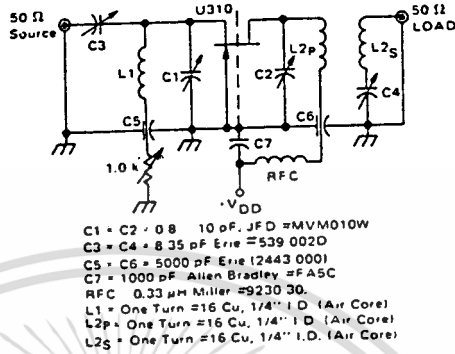 50 Ω
Source
U310
50 Ω
LOAD
C3
L1
C1
C2
L2P
L2S
C4
C5
C6
C7
1.0 k
RFC
+VDD
C1 = C2 = 0.8 10 pF, JFD =MVM010W
C3 = C4 = 8.35 pF Erie =539 002D
C5 = C6 = 5000 pF Erie (2443 000)
C7 = 1000 pF Allen Bradley =FA5C
RFC 0.33 μH Miller =9230 30.
L1 = One Turn =16 Cu, 1/4" I D (Air Core)
L2P = One Turn =16 Cu, 1/4" I D (Air Core)
L2S = One Turn =16 Cu, 1/4" I.D. (Air Core)